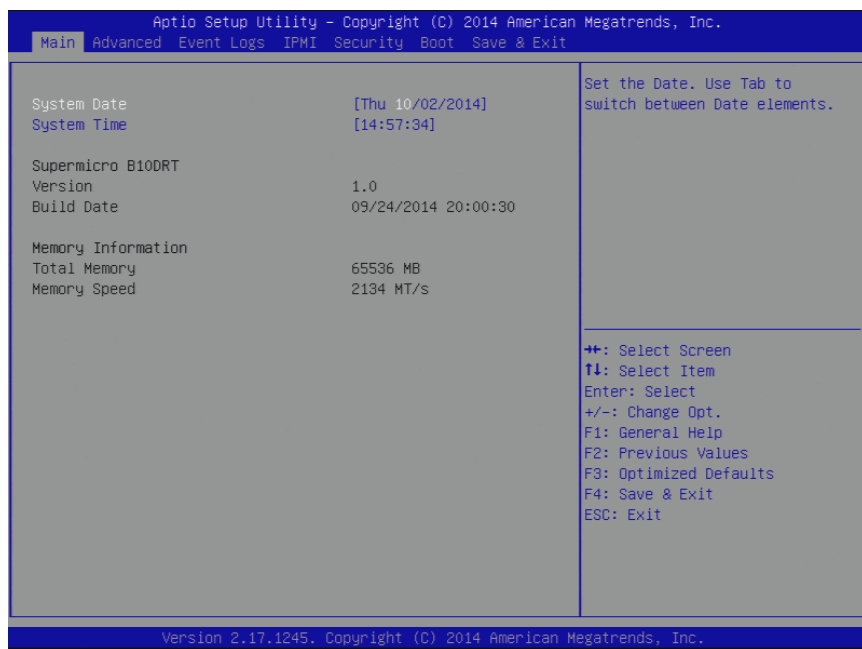 Aptio Setup Utility – Copyright (C) 2014 American Megatrends, Inc.
Main Advanced Event Logs IPMI Security Boot Save & Exit
System Date [Thu 10/02/2014]
System Time [14:57:34]
Supermicro B10DRT
Version 1.0
Build Date 09/24/2014 20:00:30
Memory Information
Total Memory 65536 MB
Memory Speed 2134 MT/s
Set the Date. Use Tab to
switch between Date elements.
→←: Select Screen
↑↓: Select Item
Enter: Select
+/-: Change Opt.
F1: General Help
F2: Previous Values
F3: Optimized Defaults
F4: Save & Exit
ESC: Exit
Version 2.17.1245. Copyright (C) 2014 American Megatrends, Inc.